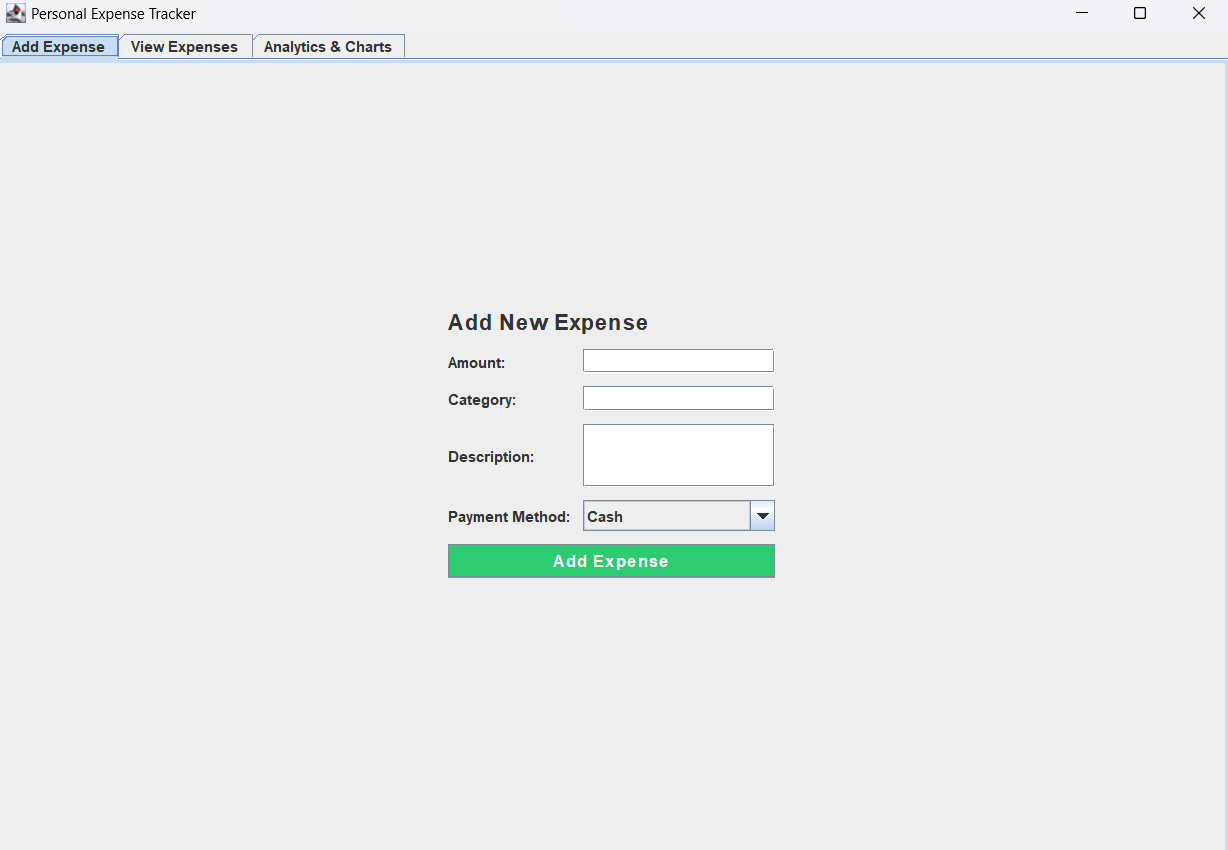 Personal Expense Tracker
Add Expense View Expenses Analytics & Charts
Add New Expense
Amount:
Category:
Description:
Payment Method: Cash
Add Expense